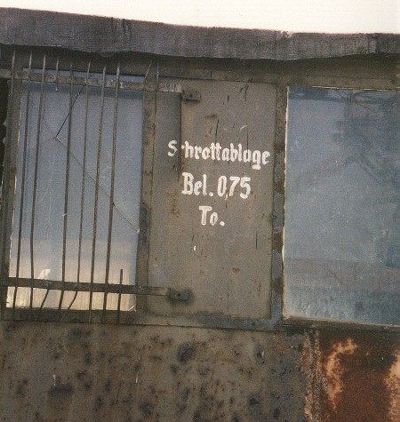 Schrottablage
Bel. 0,75
To.